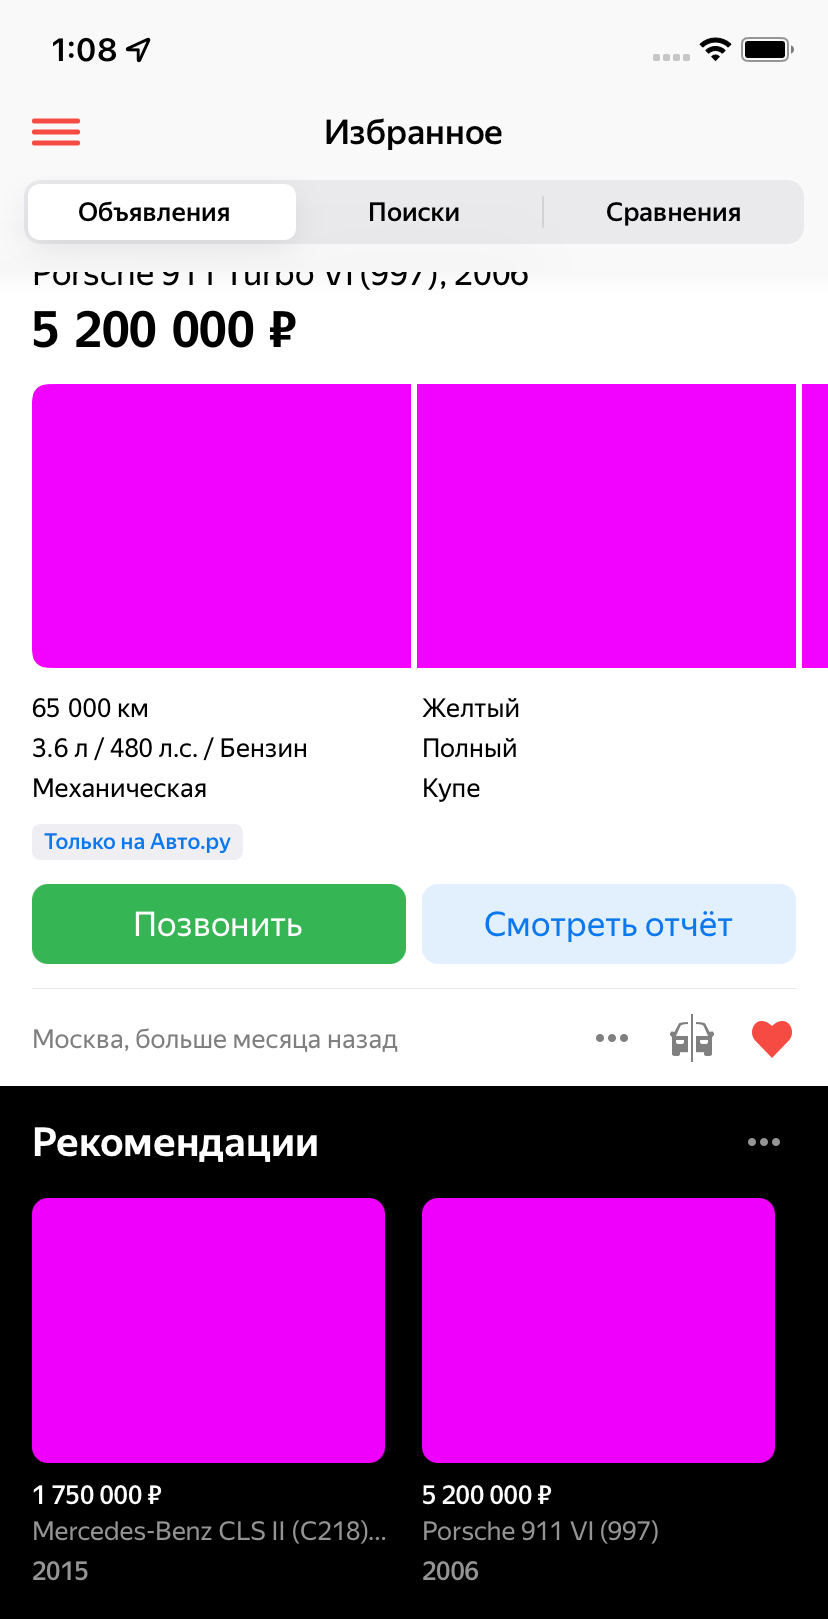 1:08
Избранное
Объявления
Поиски
Сравнения
Porsche 911 Turbo VI (997), 2006
5 200 000 ₽
65 000 км
Желтый
3.6 л / 480 л.с. / Бензин
Полный
Механическая
Купе
Только на Авто.ру
Позвонить
Смотреть отчёт
Москва, больше месяца назад
Рекомендации
1 750 000 ₽
5 200 000 ₽
Mercedes-Benz CLS II (C218)...
Porsche 911 VI (997)
2015
2006